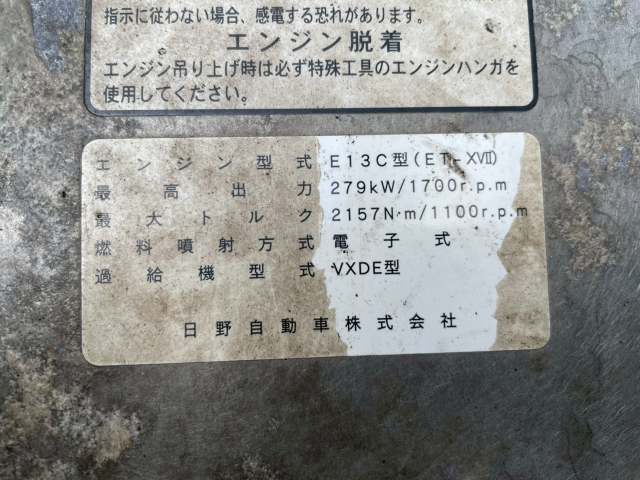 指示に従わない場合、感電する恐れがあります。
エンジン脱着
エンジン吊り上げ時は必ず特殊工具のエンジンハンガを
使用してください。
エンジン型式 E13C型(ET-XVII)
最高出力 279kW/1700r.p.m
最大トルク 2157N·m/1100r.p.m
燃料噴射方式 電子式
過給機型式 VXDE型
日野自動車株式会社